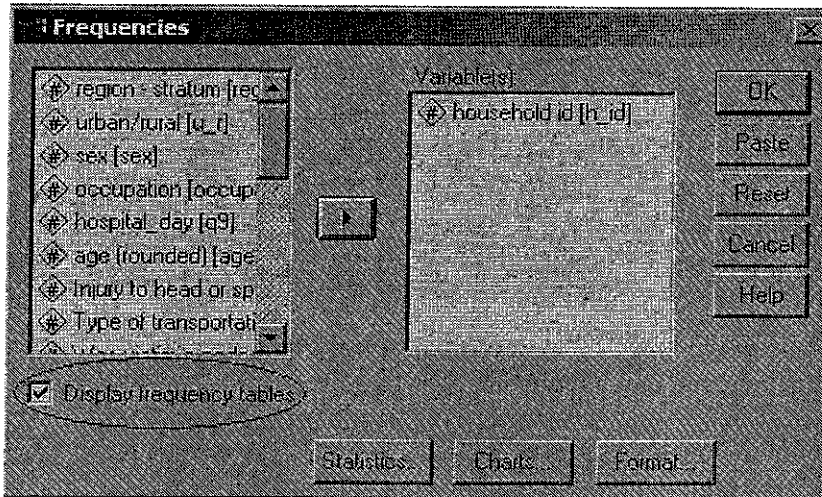 Frequencies
region - stratum [reg
urban/rural [u_r]
sex [sex]
occupation [occup
hospital_day [q9]
age (rounded) [age
Injury to head or sp
Type of transportati
Display frequency tables
Variable(s):
household id [h_id]
OK
Paste
Reset
Cancel
Help
Statistics...
Charts...
Format...